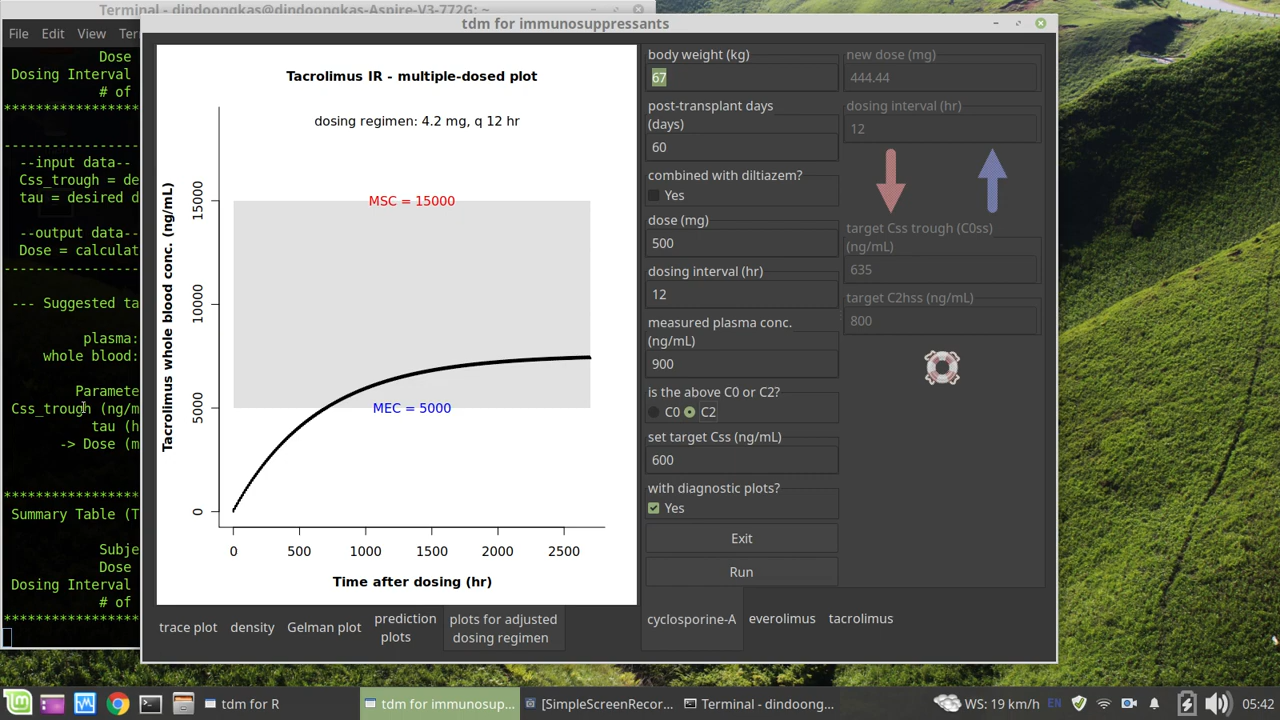 Terminal - dindoongkas@dindoongkas-Aspire-V3-772G: ~
File Edit View Ter
Dose
Dosing Interval
# of
--input data--
Css_trough = de
tau = desired d
--output data--
Dose = calculat
--- Suggested ta
plasma:
whole blood:
Paramete
Css_trough (ng/m
tau (h
-> Dose (m
Summary Table (T
Subje
Dose
Dosing Interval
# of
tdm for immunosuppressants
Tacrolimus IR - multiple-dosed plot
dosing regimen: 4.2 mg, q 12 hr
Tacrolimus whole blood conc. (ng/mL)
15000
10000
5000
0
MSC = 15000
MEC = 5000
0 500 1000 1500 2000 2500
Time after dosing (hr)
trace plot
density
Gelman plot
prediction
plots
plots for adjusted
dosing regimen
body weight (kg)
67
post-transplant days
(days)
60
combined with diltiazem?
Yes
dose (mg)
500
dosing interval (hr)
12
measured plasma conc.
(ng/mL)
900
is the above C0 or C2?
C0 C2
set target Css (ng/mL)
600
with diagnostic plots?
Yes
Exit
Run
new dose (mg)
444.44
dosing interval (hr)
12
target Css trough (C0ss)
(ng/mL)
635
target C2hss (ng/mL)
800
cyclosporine-A everolimus tacrolimus
tdm for R
tdm for immunosup...
[SimpleScreenRecor...
Terminal - dindoong...
WS: 19 km/h
EN
05:42